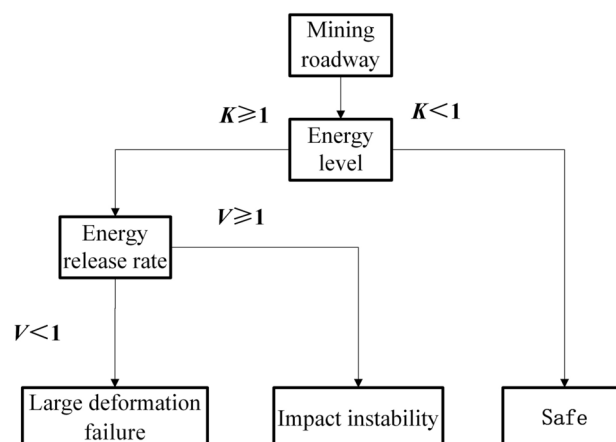 Mining
roadway
K≥1
K<1
Energy
level
Energy
release rate
V≥1
V<1
Large deformation
failure
Impact instability
Safe